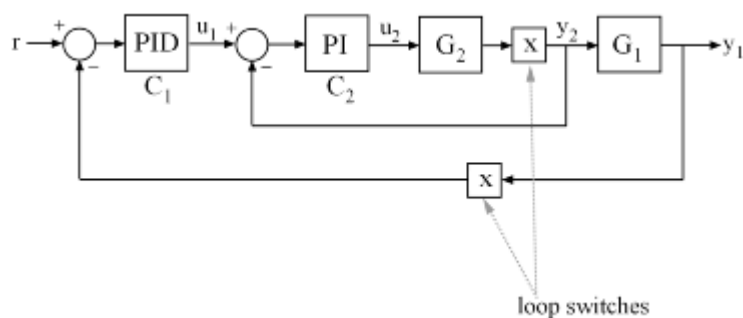 r
+
−
PID
C₁
u₁
+
−
PI
C₂
u₂
G₂
x
y₂
G₁
y₁
x
loop switches